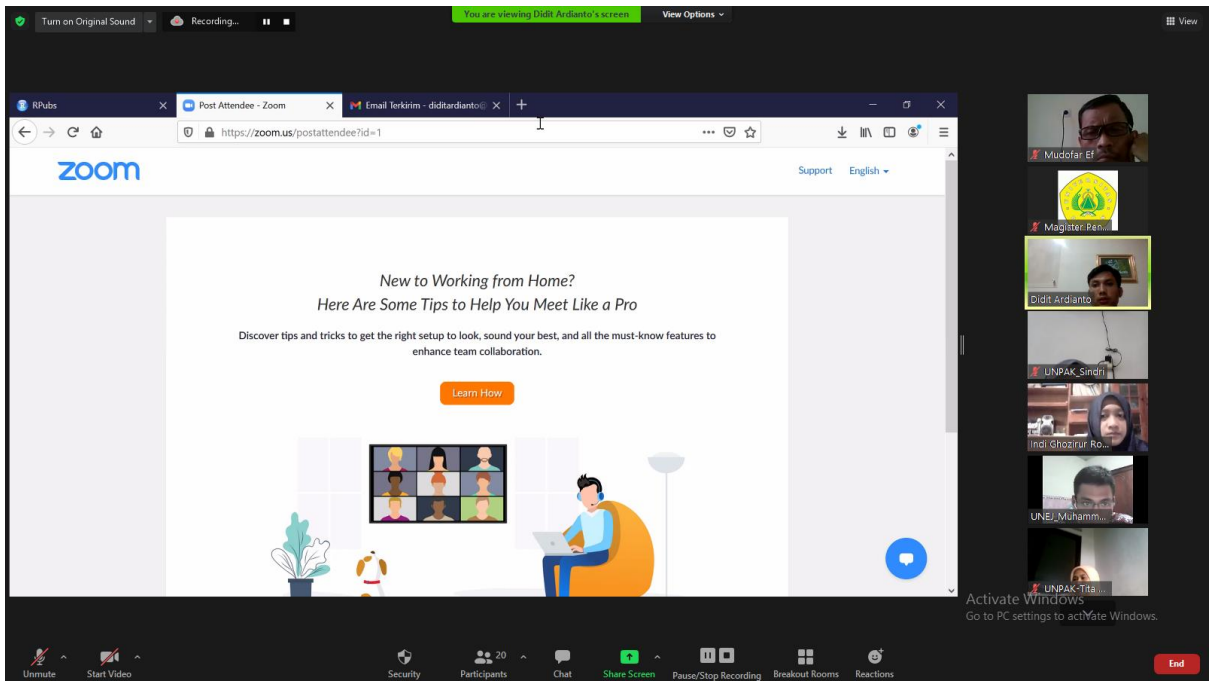 Turn on Original Sound
Recording...
You are viewing Didit Ardianto's screen
View Options
View
RPubs
Post Attendee - Zoom
Email Terkirim - diditardianto@
https://zoom.us/postattendee?id=1
zoom
Support
English
New to Working from Home?
Here Are Some Tips to Help You Meet Like a Pro
Discover tips and tricks to get the right setup to look, sound your best, and all the must-know features to
enhance team collaboration.
Learn How
Mudofar Ef
Magister Pen...
Didit Ardianto
UNPAK_Sindri
Indi Ghozirur Ro...
UNEJ_Muhamm...
UNPAK-Tita ...
Activate Windows
Go to PC settings to activate Windows.
Unmute
Start Video
Security
Participants
20
Chat
Share Screen
Pause/Stop Recording
Breakout Rooms
Reactions
End